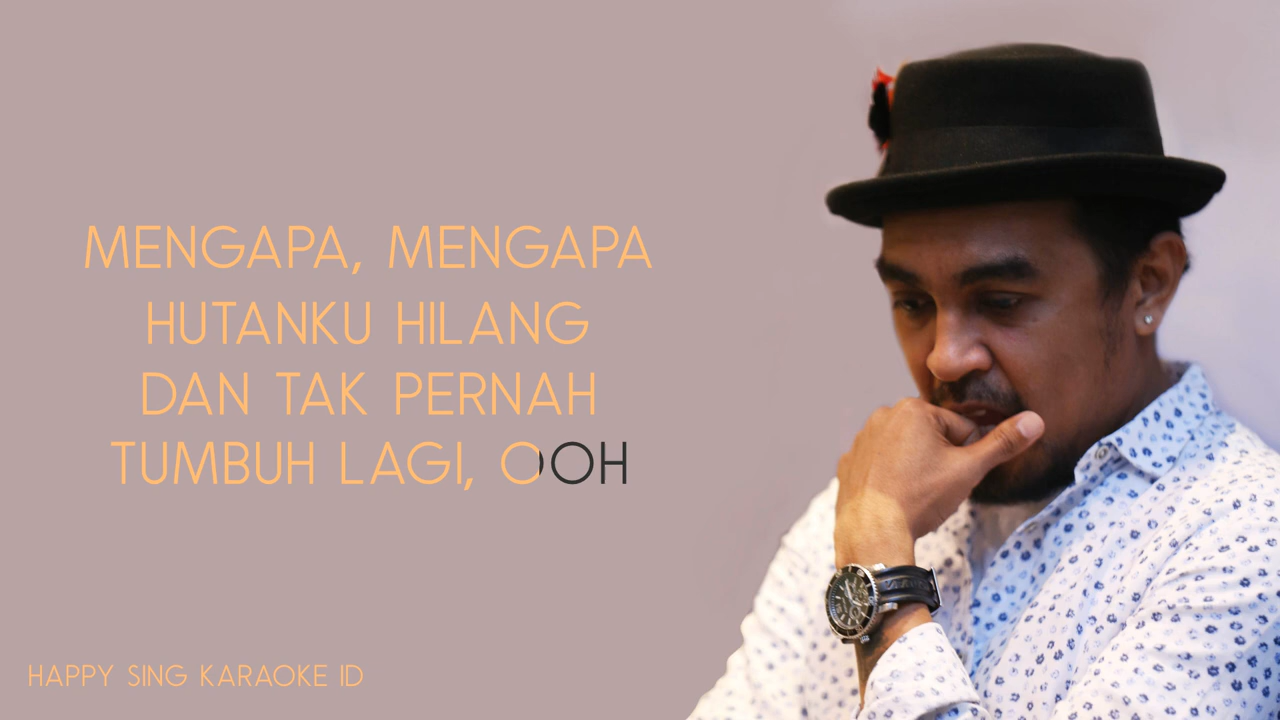 MENGAPA, MENGAPA
HUTANKU HILANG
DAN TAK PERNAH
TUMBUH LAGI, OOH
HAPPY SING KARAOKE ID